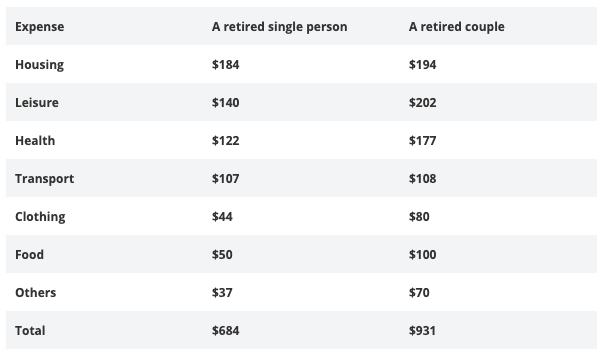 Expense A retired single person A retired couple
Housing $184 $194
Leisure $140 $202
Health $122 $177
Transport $107 $108
Clothing $44 $80
Food $50 $100
Others $37 $70
Total $684 $931